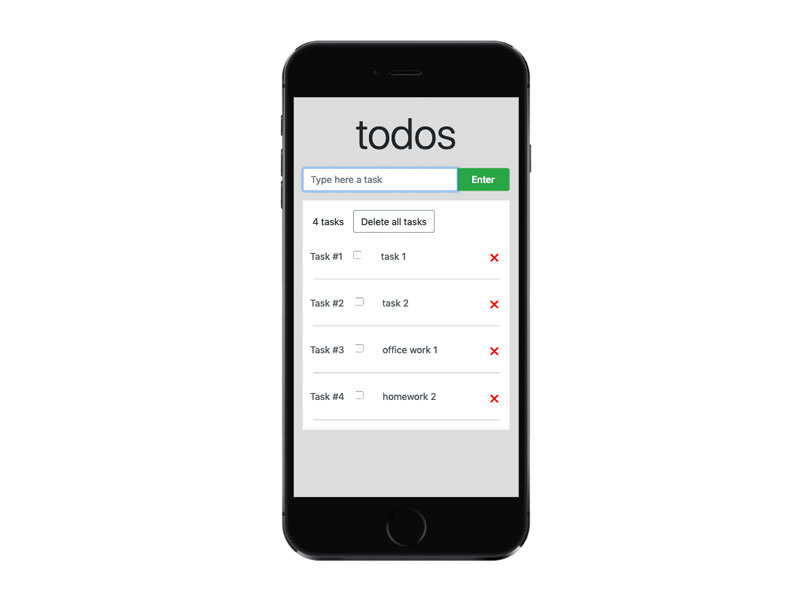 todos
Type here a task Enter
4 tasks Delete all tasks
Task #1 task 1
Task #2 task 2
Task #3 office work 1
Task #4 homework 2